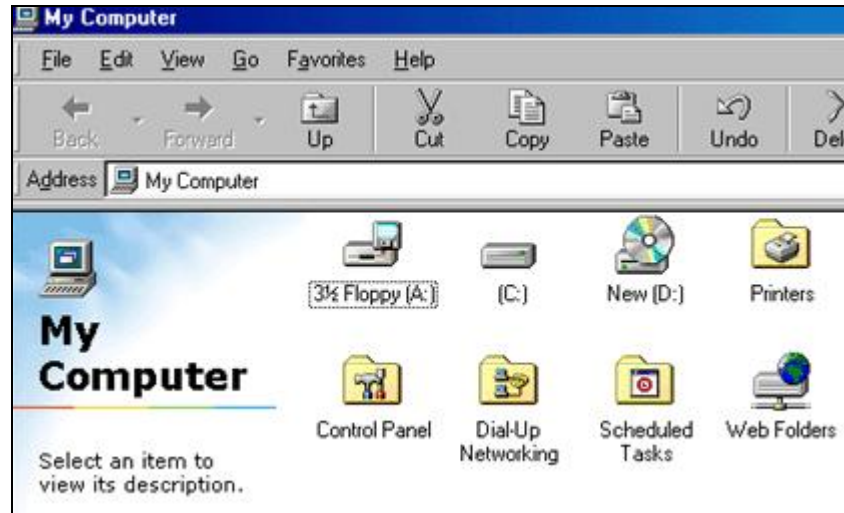 My Computer
File Edit View Go Favorites Help
Back Forward Up Cut Copy Paste Undo Del
Address My Computer
3½ Floppy (A:) (C:) New (D:) Printers
My
Computer
Control Panel Dial-Up Networking Scheduled Tasks Web Folders
Select an item to
view its description.